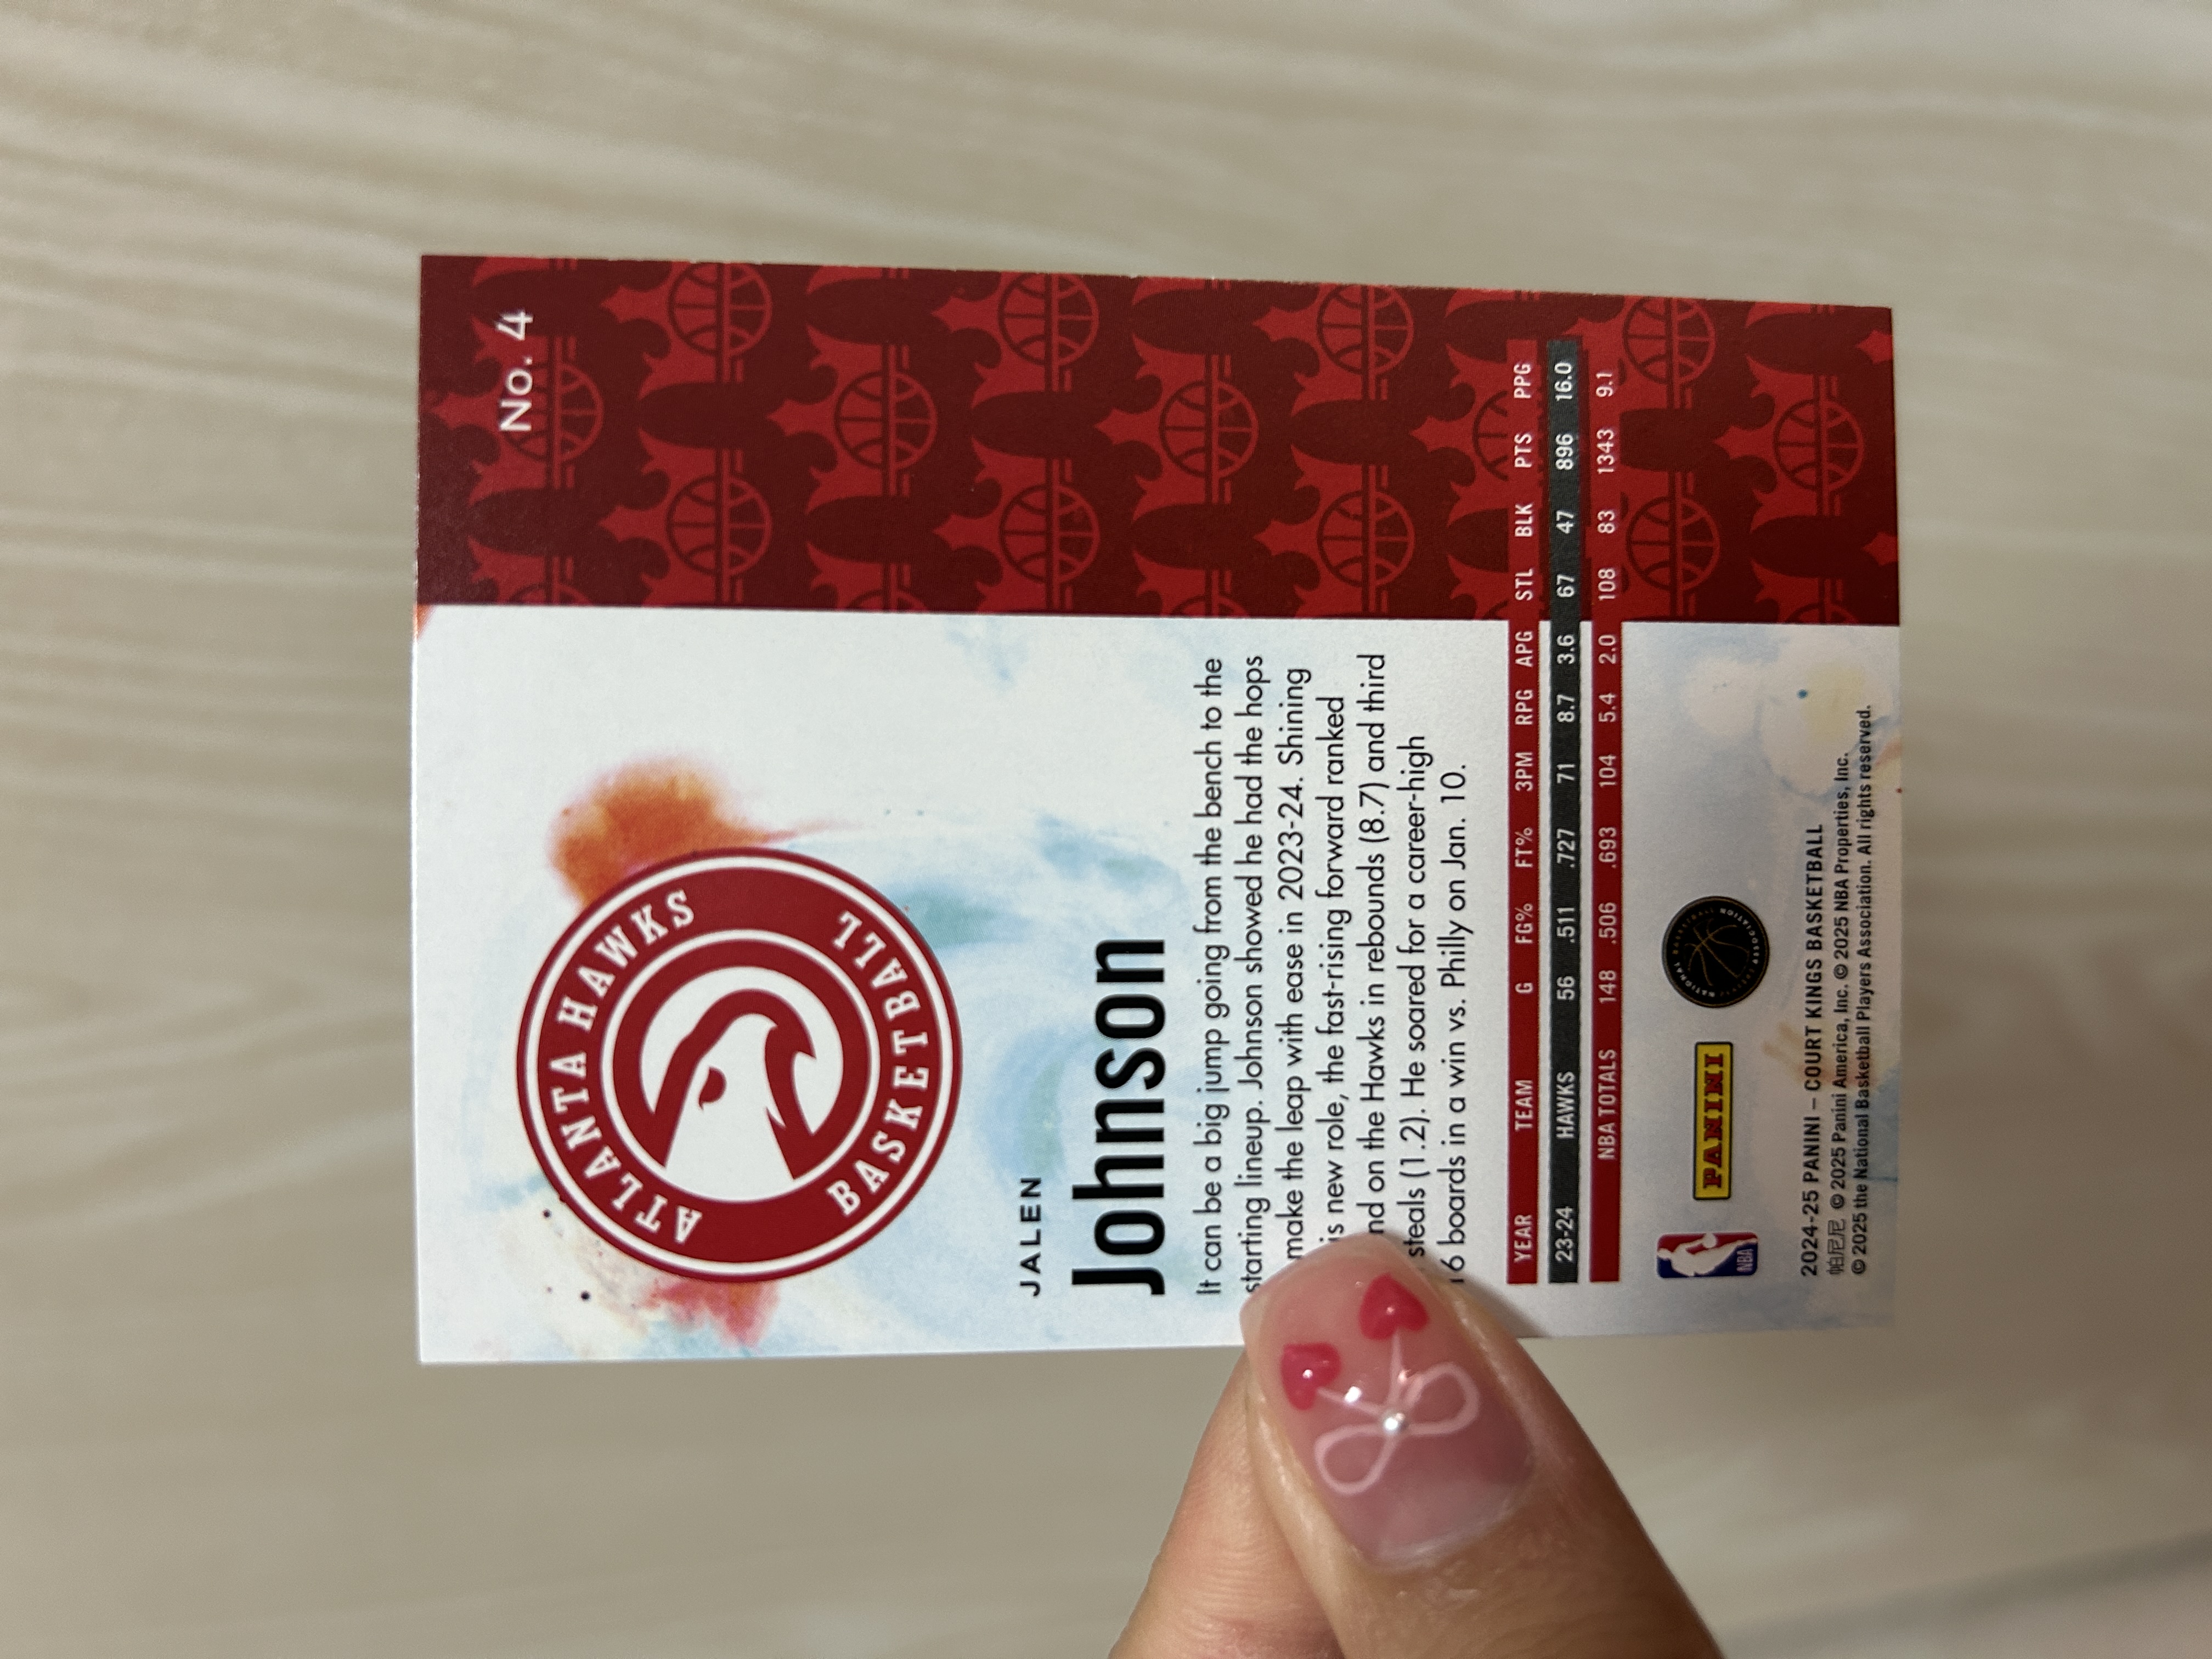 No. 4
ATLANTA HAWKS
BASKETBALL
JALEN
Johnson
It can be a big jump going from the bench to the
starting lineup. Johnson showed he had the hops
make the leap with ease in 2023-24. Shining
new role, the fast-rising forward ranked
on the Hawks in rebounds (8.7) and third
steals (1.2). He soared for a career-high
16 boards in a win vs. Philly on Jan. 10.
YEAR TEAM G FG% FT% 3PM RPG APG STL BLK PTS PPG
23-24 HAWKS 56 .511 .727 71 8.7 3.6 67 47 896 16.0
NBA TOTALS 148 .506 .693 104 5.4 2.0 108 83 1343 9.1
NBA
PANINI
2024-25 PANINI – COURT KINGS BASKETBALL
帕尼尼 © 2025 Panini America, Inc. © 2025 NBA Properties, Inc.
© 2025 the National Basketball Players Association. All rights reserved.